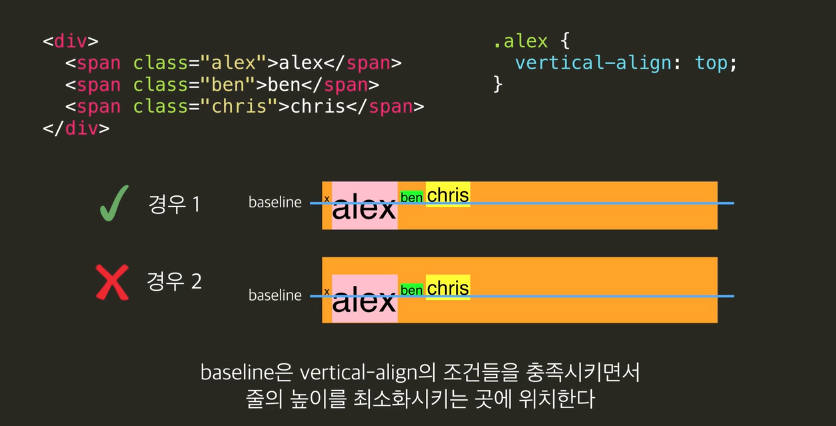 <div>
  <span class="alex">alex</span>
  <span class="ben">ben</span>
  <span class="chris">chris</span>
</div>
.alex {
  vertical-align: top;
}
경우 1
baseline
x alex ben chris
경우 2
baseline
x alex ben chris
baseline은 vertical-align의 조건들을 충족시키면서
줄의 높이를 최소화시키는 곳에 위치한다